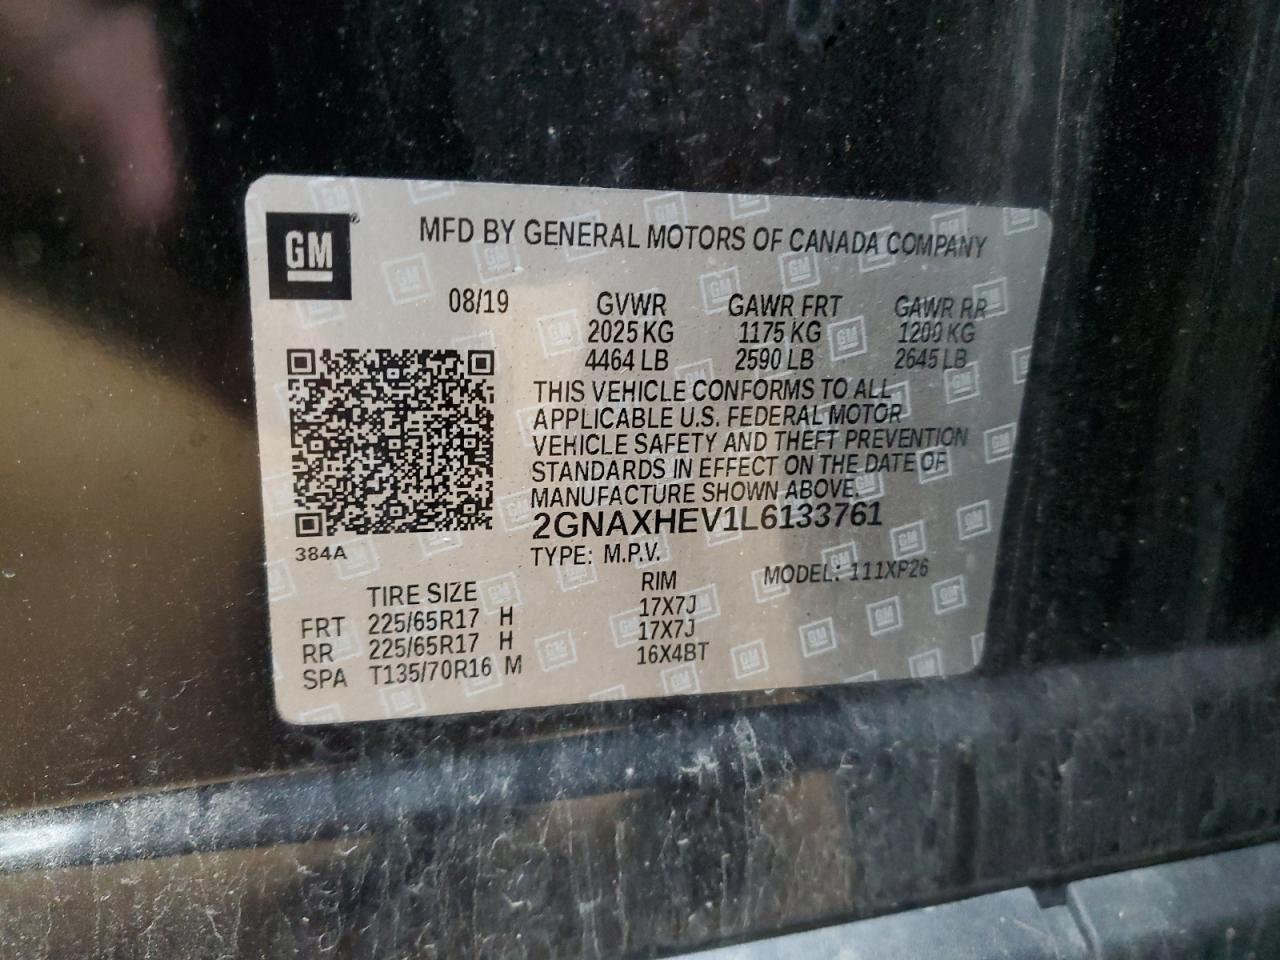 GM
MFD BY GENERAL MOTORS OF CANADA COMPANY
08/19 GVWR GAWR FRT GAWR RR
2025 KG 1175 KG 1200 KG
4464 LB 2590 LB 2645 LB
THIS VEHICLE CONFORMS TO ALL
APPLICABLE U.S. FEDERAL MOTOR
VEHICLE SAFETY AND THEFT PREVENTION
STANDARDS IN EFFECT ON THE DATE OF
MANUFACTURE SHOWN ABOVE.
2GNAXHEV1L6133761
384A
TYPE: M.P.V. MODEL: 111XP26
TIRE SIZE RIM
FRT 225/65R17 H 17X7J
RR 225/65R17 H 17X7J
SPA T135/70R16 M 16X4BT